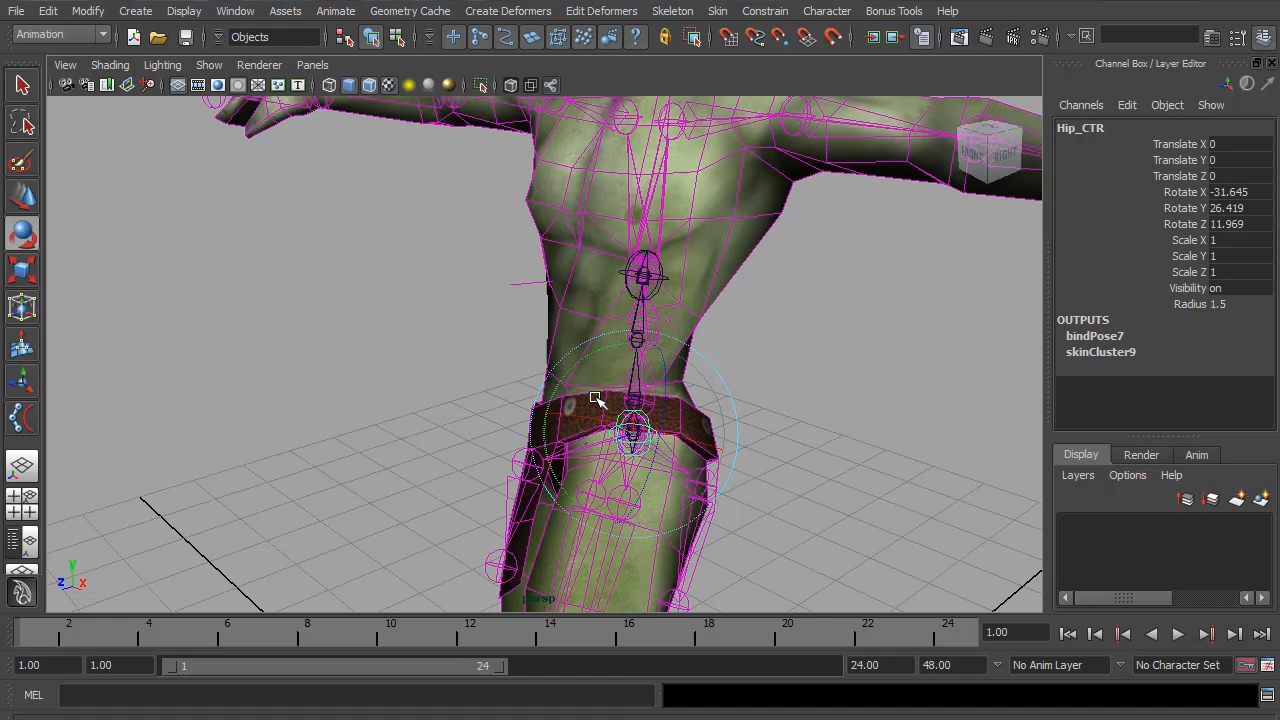 File Edit Modify Create Display Window Assets Animate Geometry Cache Create Deformers Edit Deformers Skeleton Skin Constrain Character Bonus Tools Help
Animation Objects
View Shading Lighting Show Renderer Panels
Channel Box / Layer Editor
Channels Edit Object Show
Hip_CTR
Translate X 0
Translate Y 0
Translate Z 0
Rotate X -31.645
Rotate Y 26.419
Rotate Z 11.969
Scale X 1
Scale Y 1
Scale Z 1
Visibility on
Radius 1.5
OUTPUTS
bindPose7
skinCluster9
FRONT RIGHT
Display Render Anim
Layers Options Help
y
z x
persp
2 4 6 8 10 12 14 16 18 20 22 24
1.00
1.00 1.00 1 24 24.00 48.00 No Anim Layer No Character Set
MEL